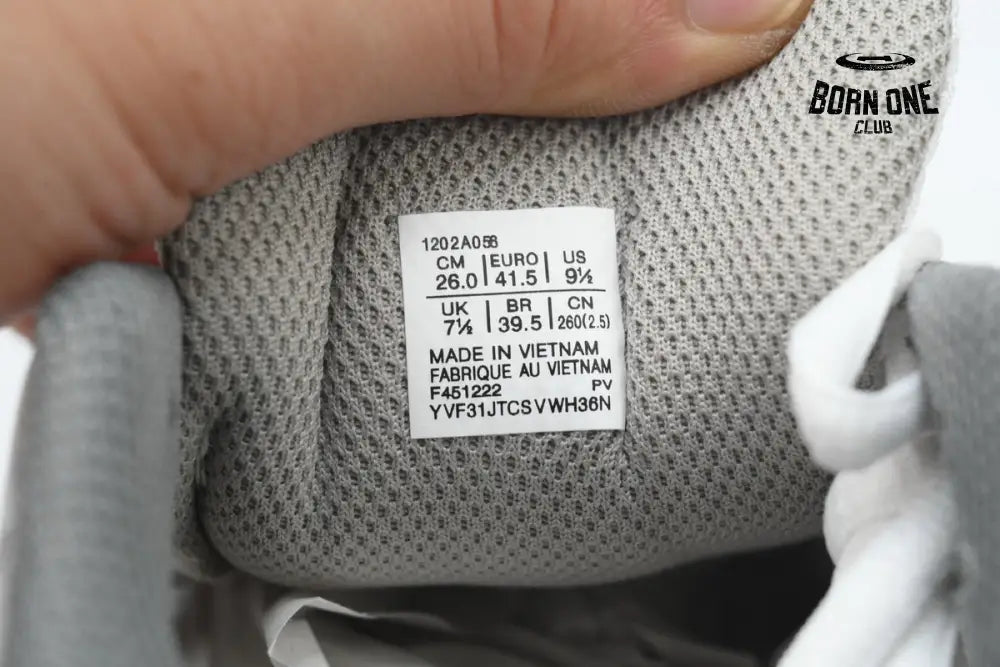 BORN ONE
CLUB
1202A056
CM | EURO | US
26.0 | 41.5 | 9½
UK | BR | CN
7½ | 39.5 | 260(2.5)
MADE IN VIETNAM
FABRIQUE AU VIETNAM
F451222 PV
YVF31JTCSVWH36N